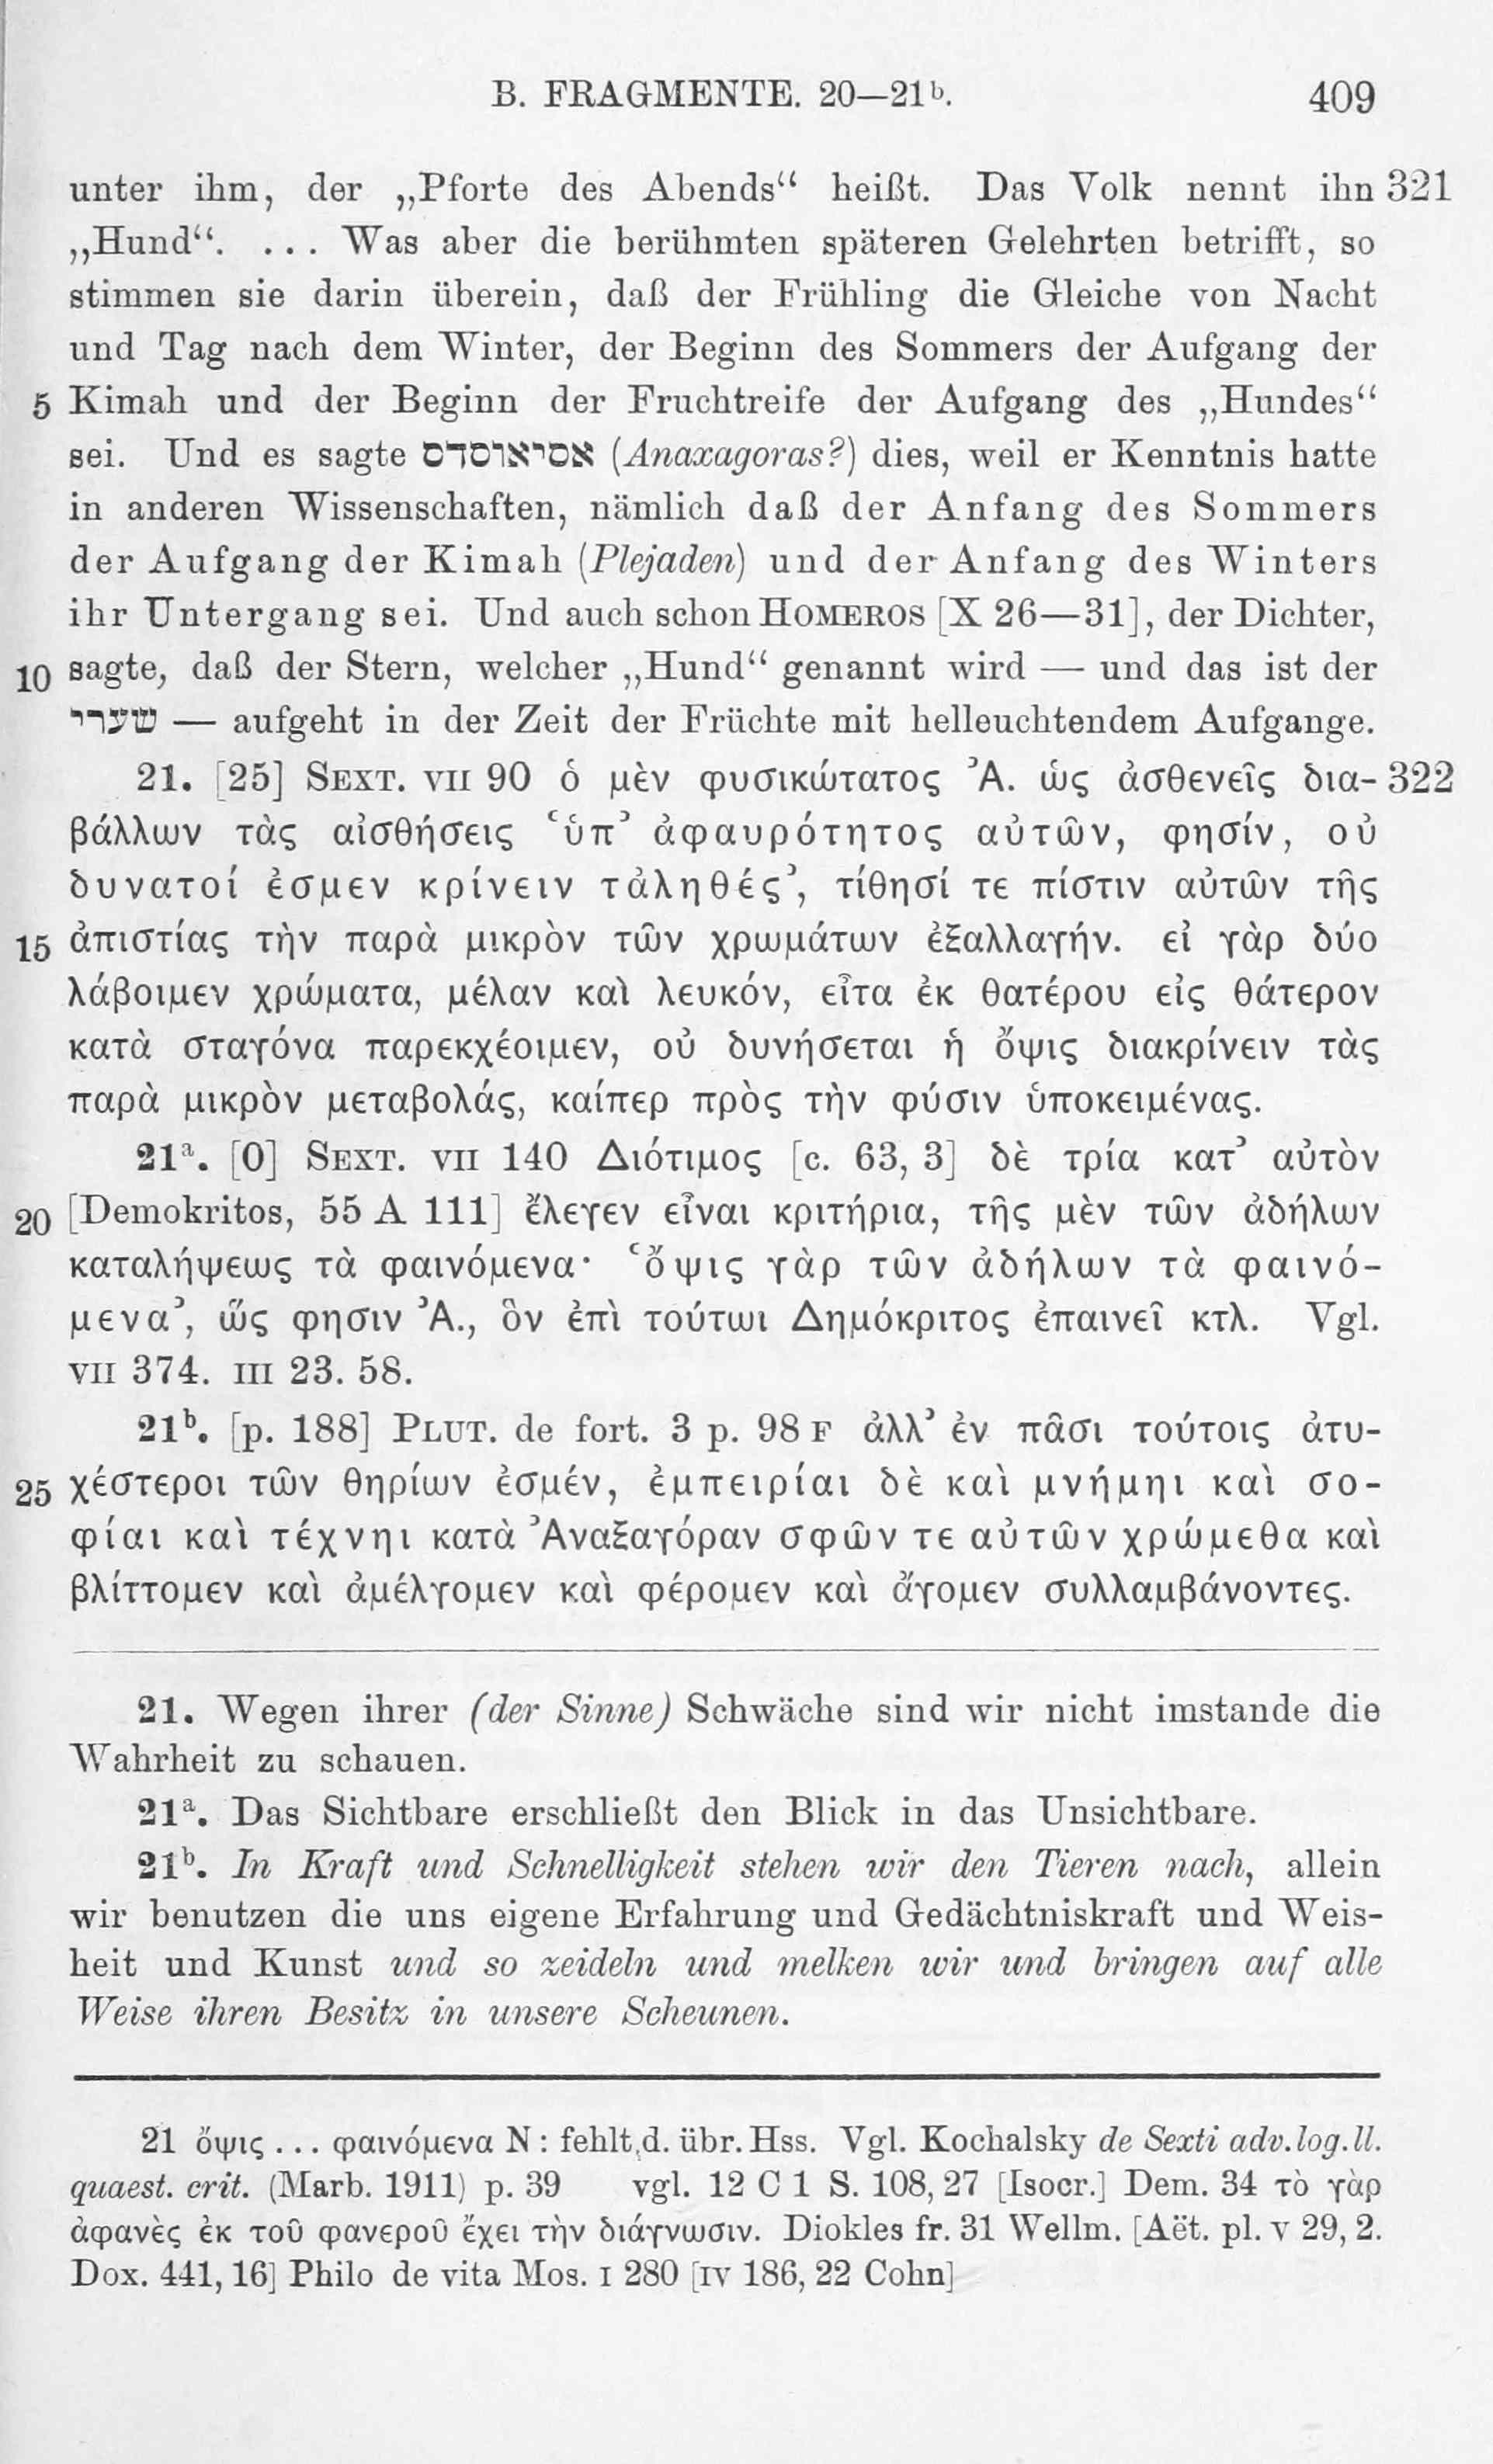 B. FRAGMENTE. 20—21b. 409
unter ihm, der „Pforte des Abends“ heißt. Das Volk nennt ihn 321
„Hund“. ... Was aber die berühmten späteren Gelehrten betrifft, so
stimmen sie darin überein, daß der Frühling die Gleiche von Nacht
und Tag nach dem Winter, der Beginn des Sommers der Aufgang der
5 Kimah und der Beginn der Fruchtreife der Aufgang des „Hundes“
sei. Und es sagte אסיאוסדס (Anaxagoras?) dies, weil er Kenntnis hatte
in anderen Wissenschaften, nämlich daß der Anfang des Sommers
der Aufgang der Kimah (Plejaden) und der Anfang des Winters
ihr Untergang sei. Und auch schon HOMEROS [X 26—31], der Dichter,
10 sagte, daß der Stern, welcher „Hund“ genannt wird — und das ist der
שערי — aufgeht in der Zeit der Früchte mit helleuchtendem Aufgange.
21. [25] SEXT. VII 90 ὁ μὲν φυσικώτατος Ἀ. ὡς ἀσθενεῖς δια- 322
βάλλων τὰς αἰσθήσεις ‘ὑπ’ ἀφαυρότητος αὐτῶν, φησίν, οὐ
δυνατοί ἐσμεν κρίνειν τἀληθές’, τίθησί τε πίστιν αὐτῶν τῆς
15 ἀπιστίας τὴν παρὰ μικρὸν τῶν χρωμάτων ἐξαλλαγήν. εἰ γὰρ δύο
λάβοιμεν χρώματα, μέλαν καὶ λευκόν, εἶτα ἐκ θατέρου εἰς θάτερον
κατὰ σταγόνα παρεκχέοιμεν, οὐ δυνήσεται ἡ ὄψις διακρίνειν τὰς
παρὰ μικρὸν μεταβολάς, καίπερ πρὸς τὴν φύσιν ὑποκειμένας.
21a. [0] SEXT. VII 140 Διότιμος [c. 63, 3] δὲ τρία κατ’ αὐτὸν
20 [Demokritos, 55 A 111] ἔλεγεν εἶναι κριτήρια, τῆς μὲν τῶν ἀδήλων
καταλήψεως τὰ φαινόμενα· ‘ὄψις γὰρ τῶν ἀδήλων τὰ φαινό-
μενα’, ὥς φησιν Ἀ., ὃν ἐπὶ τούτωι Δημόκριτος ἐπαινεῖ κτλ. Vgl.
VII 374. III 23. 58.
21b. [p. 188] PLUT. de fort. 3 p. 98 F ἀλλ’ ἐν πᾶσι τούτοις ἀτυ-
25 χέστεροι τῶν θηρίων ἐσμέν, ἐμπειρίαι δὲ καὶ μνήμηι καὶ σο-
φίαι καὶ τέχνηι κατὰ Ἀναξαγόραν σφῶν τε αὐτῶν χρώμεθα καὶ
βλίττομεν καὶ ἀμέλγομεν καὶ φέρομεν καὶ ἄγομεν συλλαμβάνοντες.
21. Wegen ihrer (der Sinne) Schwäche sind wir nicht imstande die
Wahrheit zu schauen.
21a. Das Sichtbare erschließt den Blick in das Unsichtbare.
21b. In Kraft und Schnelligkeit stehen wir den Tieren nach, allein
wir benutzen die uns eigene Erfahrung und Gedächtniskraft und Weis-
heit und Kunst und so zeideln und melken wir und bringen auf alle
Weise ihren Besitz in unsere Scheunen.
21 ὄψις ... φαινόμενα N: fehlt d. übr. Hss. Vgl. Kochalsky de Sexti adv. log. ll.
quaest. crit. (Marb. 1911) p. 39 vgl. 12 C 1 S. 108, 27 [Isocr.] Dem. 34 τὸ γὰρ
ἀφανὲς ἐκ τοῦ φανεροῦ ἔχει τὴν διάγνωσιν. Diokles fr. 31 Wellm. [Aët. pl. V 29, 2.
Dox. 441, 16] Philo de vita Mos. I 280 [IV 186, 22 Cohn]